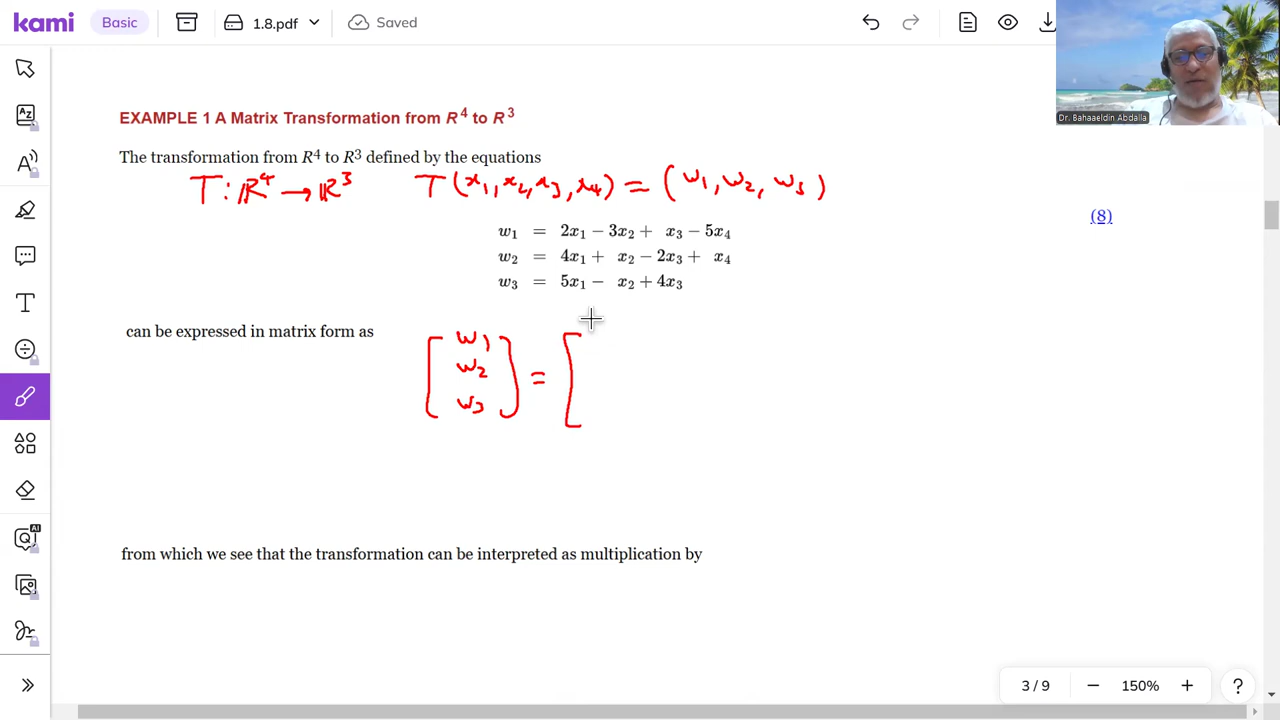 kami Basic 1.8.pdf Saved
Dr. Bahaaeldin Abdalla
EXAMPLE 1 A Matrix Transformation from R⁴ to R³
The transformation from R⁴ to R³ defined by the equations
T: ℝ⁴ → ℝ³ T(x₁, x₂, x₃, x₄) = (w₁, w₂, w₃)
(8)
w₁ = 2x₁ − 3x₂ + x₃ − 5x₄
w₂ = 4x₁ + x₂ − 2x₃ + x₄
w₃ = 5x₁ − x₂ + 4x₃
can be expressed in matrix form as
[ w₁
w₂
w₃ ] = [
from which we see that the transformation can be interpreted as multiplication by
3 / 9 − 150% + ?